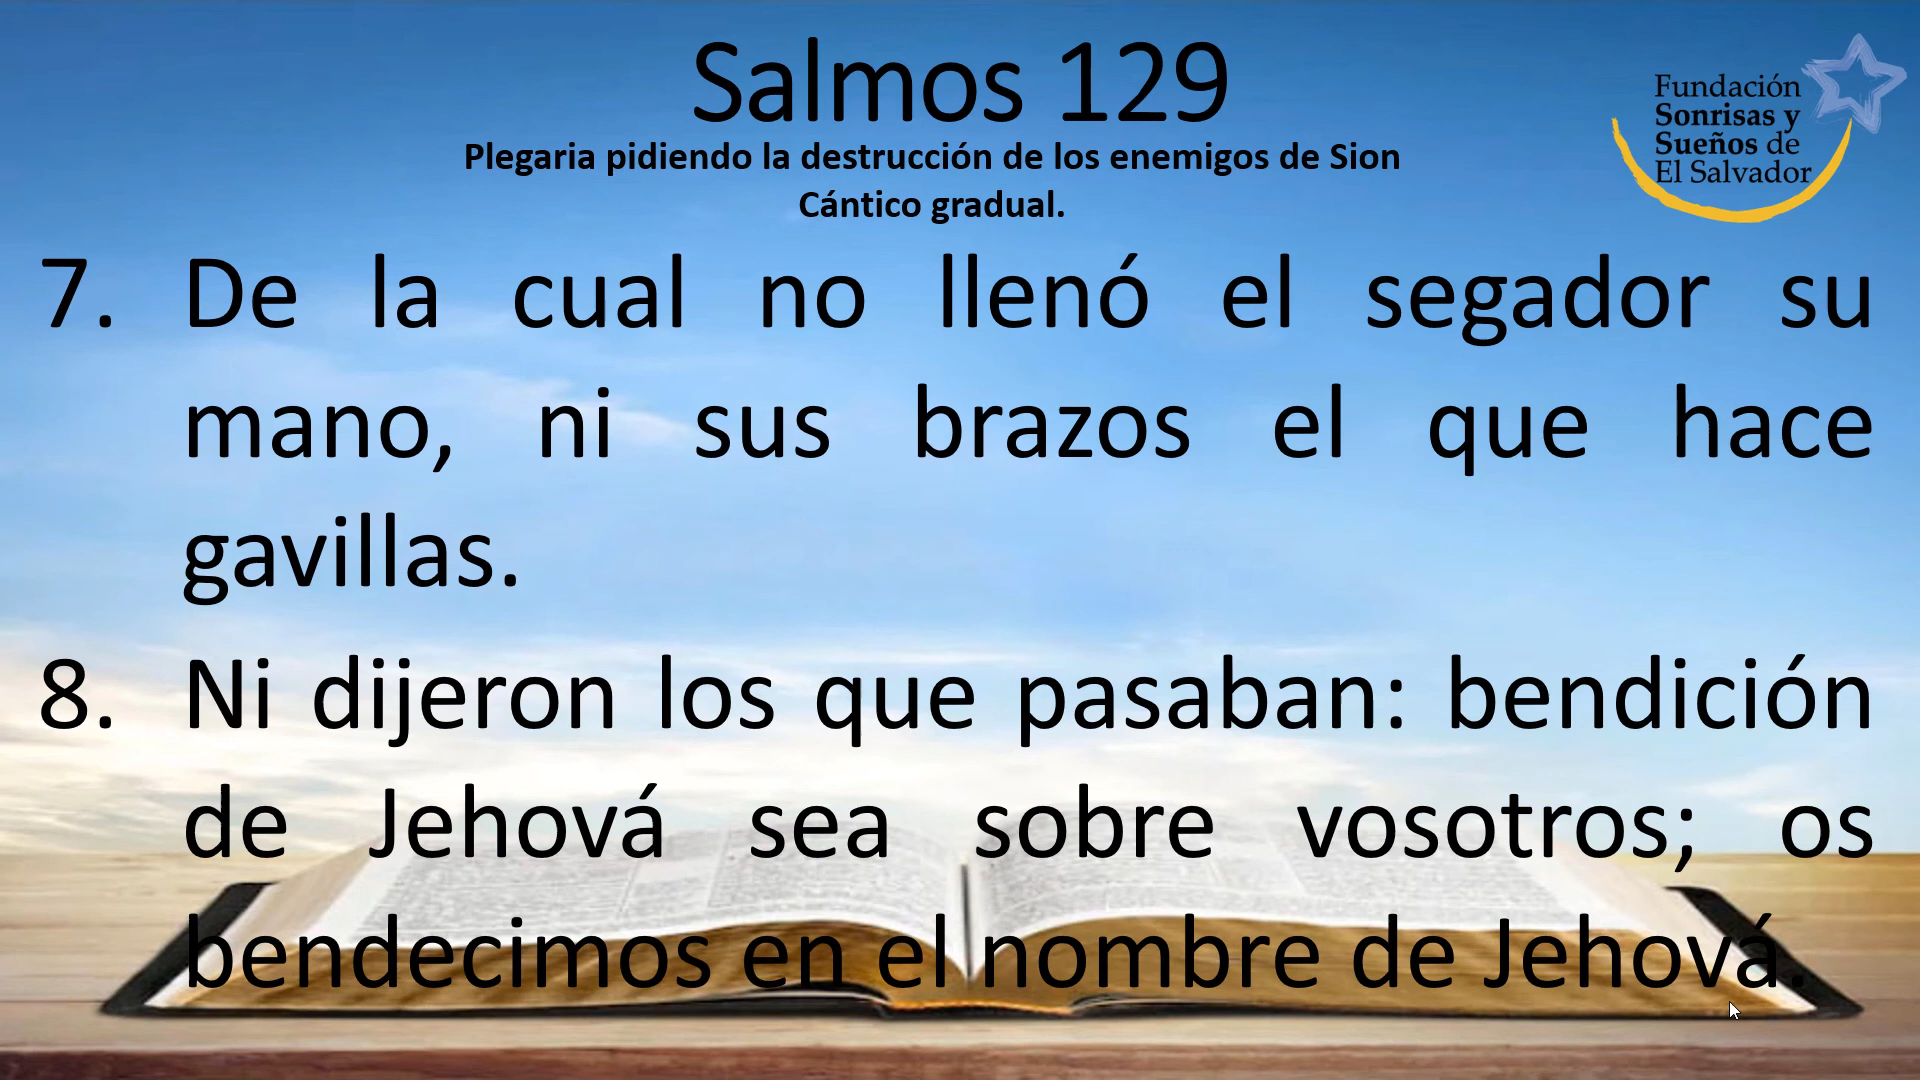 Salmos 129
Plegaria pidiendo la destrucción de los enemigos de Sion
Cántico gradual.
Fundación
Sonrisas y
Sueños de
El Salvador
7. De la cual no llenó el segador su
mano, ni sus brazos el que hace
gavillas.
8. Ni dijeron los que pasaban: bendición
de Jehová sea sobre vosotros; os
bendecimos en el nombre de Jehová.